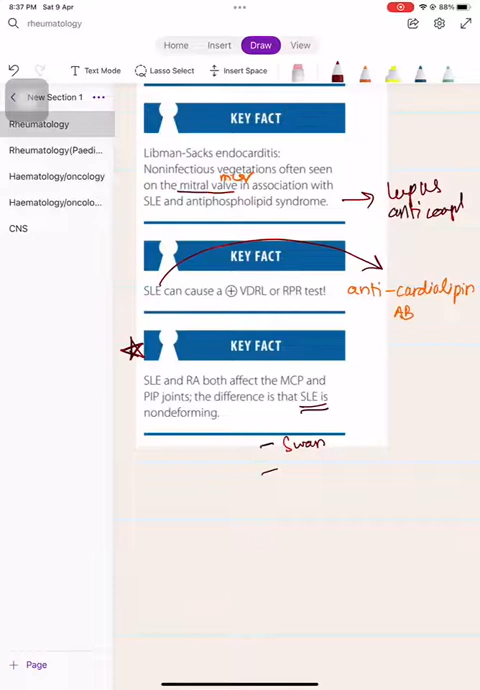 8:37 PM Sat 9 Apr
88%
rheumatology
Home Insert Draw View
Text Mode Lasso Select Insert Space
New Section 1
Rheumatology
Rheumatology(Paedi...
Haematology/oncology
Haematology/oncolo...
CNS
KEY FACT
Libman-Sacks endocarditis:
Noninfectious vegetations often seen
on the mitral valve in association with
SLE and antiphospholipid syndrome.
lupus
KEY FACT
SLE can cause a ⊕ VDRL or RPR test!
anti-cardialipin
AB
KEY FACT
SLE and RA both affect the MCP and
PIP joints; the difference is that SLE is
nondeforming.
- Swan
-
+ Page